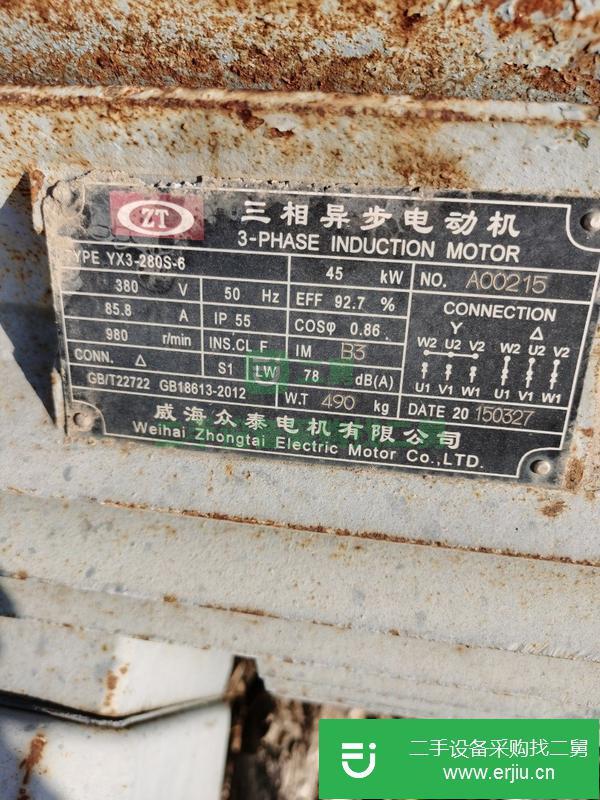 ZT
三相异步电动机
3-PHASE INDUCTION MOTOR
TYPE YX3-280S-6 45 kW NO. A00215
380 V 50 Hz EFF 92.7 % CONNECTION
85.8 A IP 55 COSφ 0.86 Y △
980 r/min INS.CL F IM B3 W2 U2 V2 W2 U2 V2
CONN. △ S1 LW 78 dB(A) U1 V1 W1 U1 V1 W1
GB/T22722 GB18613-2012 W.T 490 kg DATE 20 150327
威海众泰电机有限公司
Weihai Zhongtai Electric Motor Co.,LTD.
二舅
二手设备采购找二舅
www.erjiu.cn